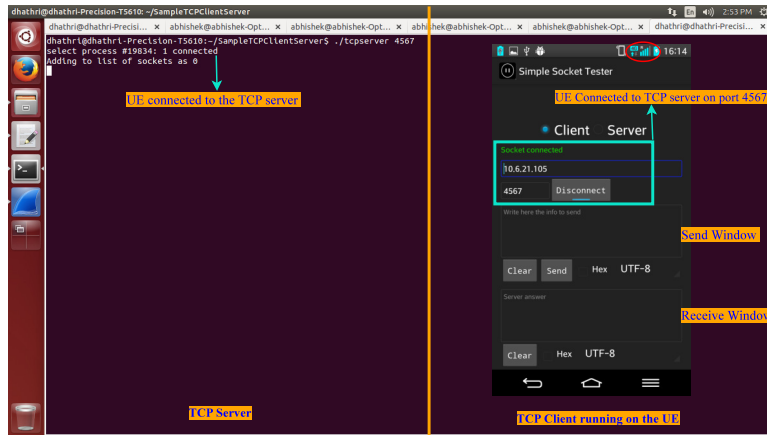 dhathri@dhathri-Precision-T5610: ~/SampleTCPClientServer
En
2:53 PM
dhathri@dhathri-Precisi... × abhishek@abhishek-Opt... × abhishek@abhishek-Opt... × abhishek@abhishek-Opt... × abhishek@abhishek-Opt... × dhathri@dhathri-Precisi... ×
dhathri@dhathri-Precision-T5610:~/SampleTCPClientServer$ ./tcpserver 4567
select process #19834: 1 connected
Adding to list of sockets as 0
UE connected to the TCP server
TCP Server
16:14
Simple Socket Tester
UE Connected to TCP server on port 4567
Client Server
Socket connected
10.6.21.105
4567 Disconnect
Write here the info to send
Send Window
Clear Send Hex UTF-8
Server answer
Receive Window
Clear Hex UTF-8
TCP Client running on the UE